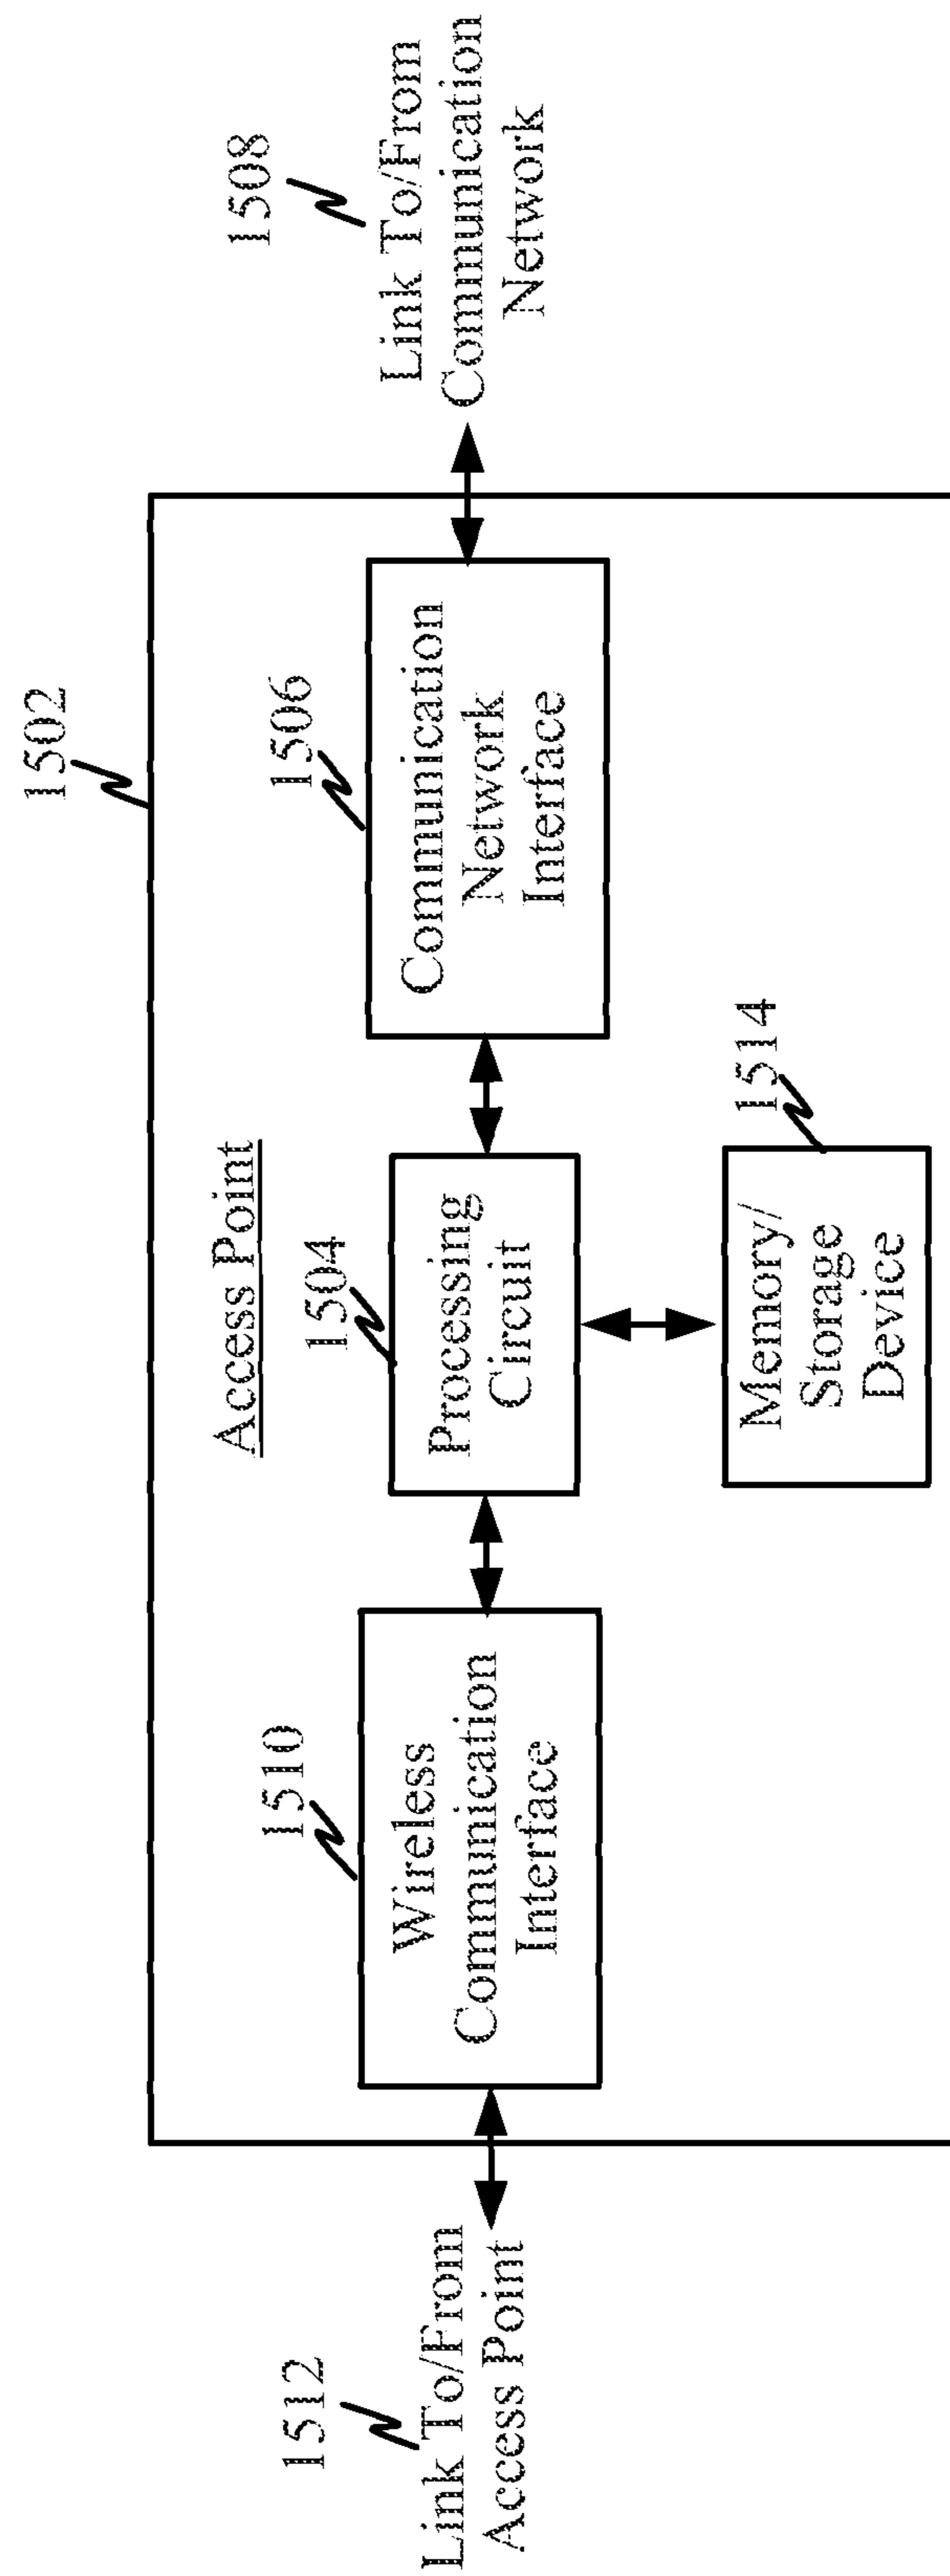 1502
Access Point
1512
Link To/From
Access Point
1510
Wireless
Communication
Interface
1504
Processing
Circuit
1506
Communication
Network
Interface
1508
Link To/From
Communication
Network
1514
Memory/
Storage
Device